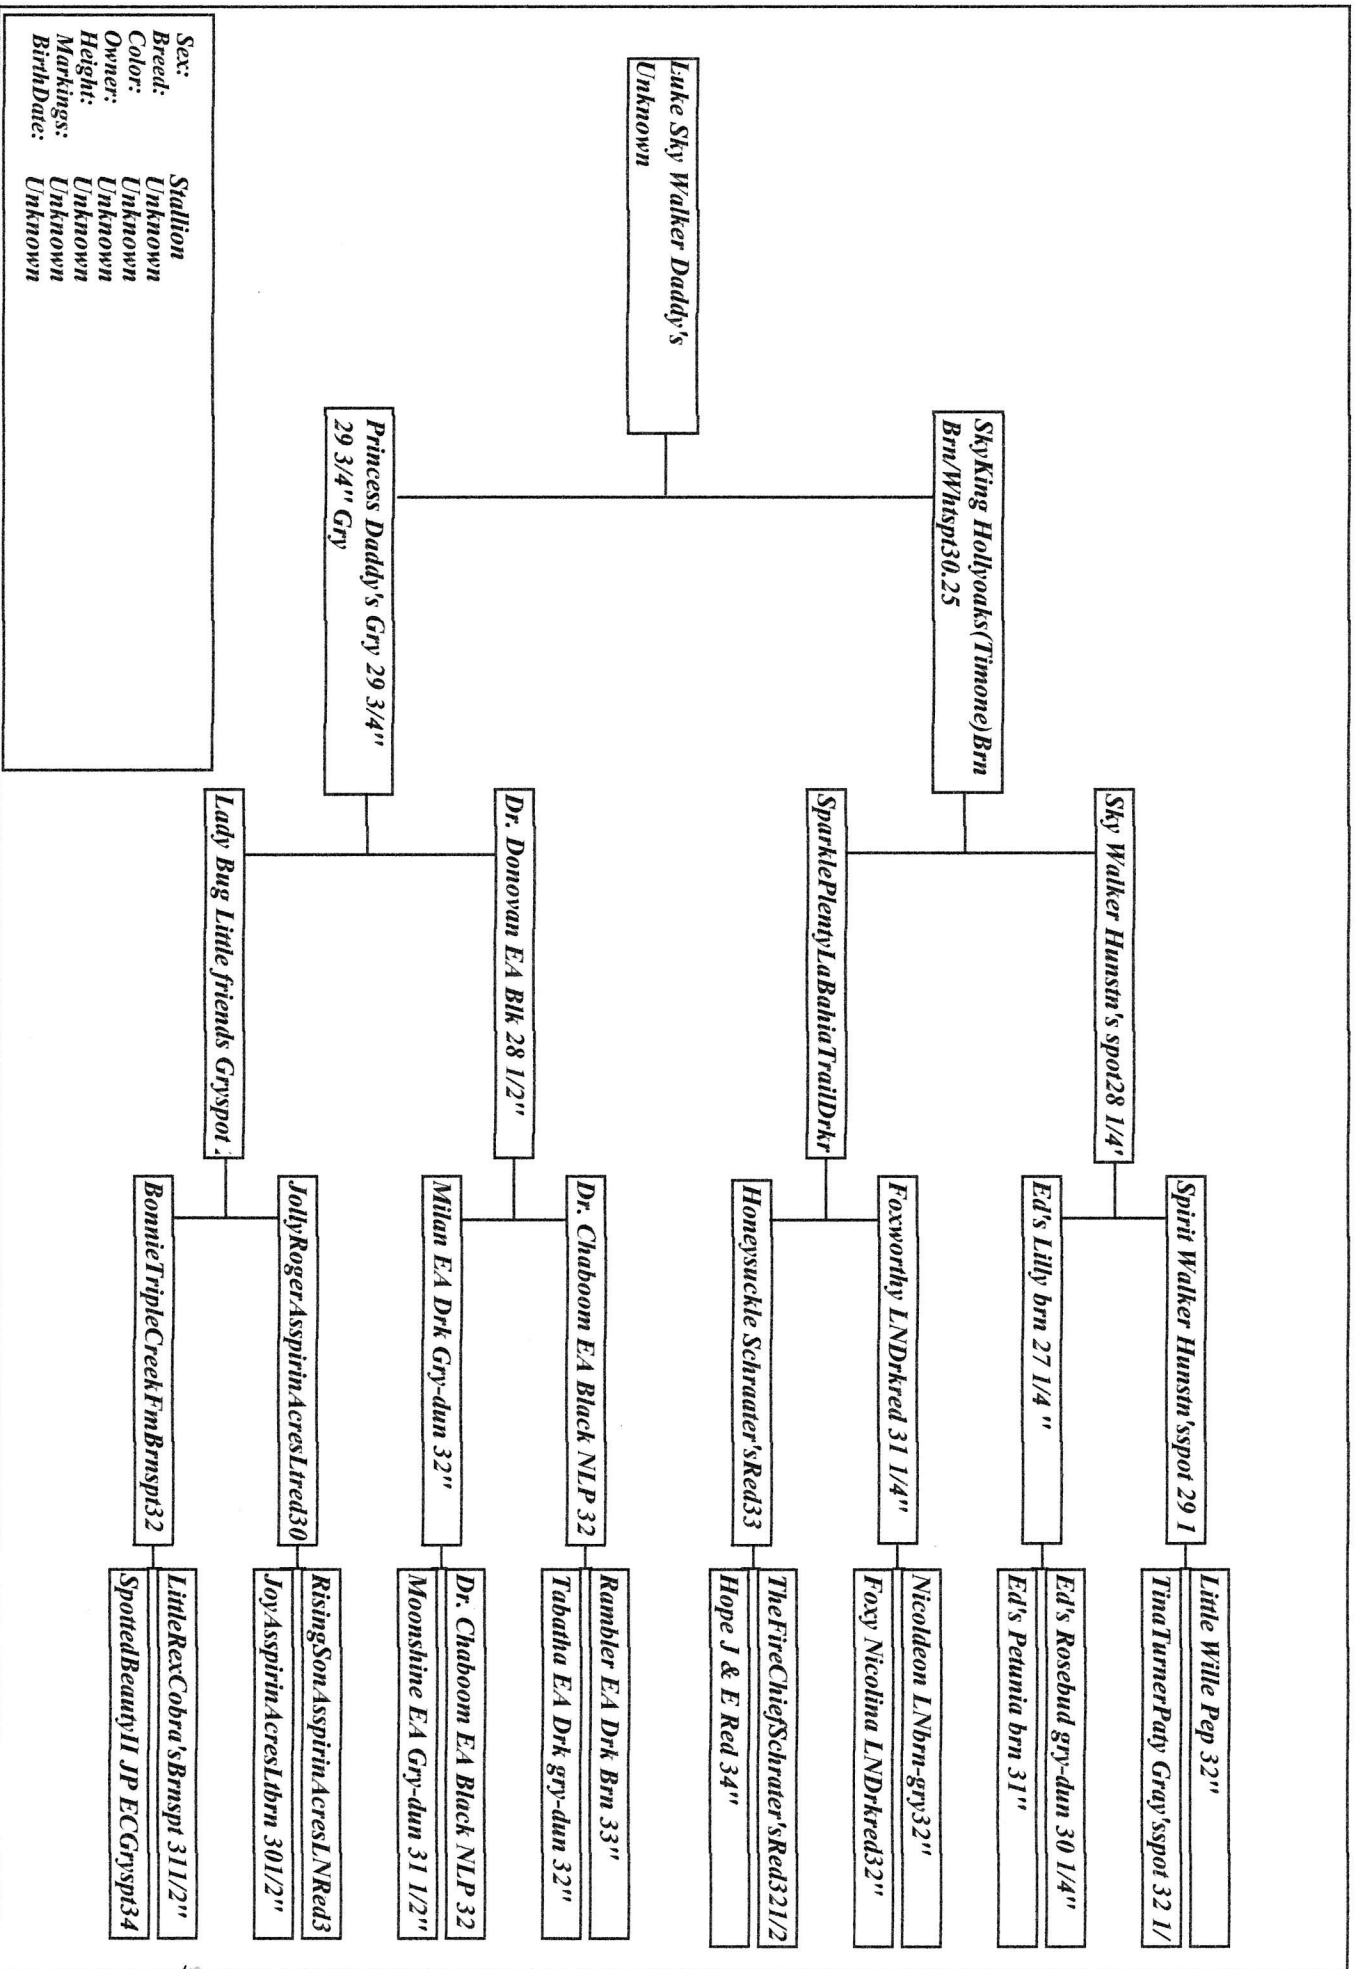 Luke Sky Walker Daddy's
Unknown
SkyKing Hollyoaks(Timone)Brn
Brn/Whtspt30.25
Princess Daddy's Gry 29 3/4"
29 3/4" Gry
Sky Walker Hunstn's spot28 1/4'
SparklePlentyLaBahiaTrailDrkr
Dr. Donovan EA Blk 28 1/2"
Lady Bug Little friends Gryspot
Spirit Walker Hunstn'sspot 29 1
Ed's Lilly brn 27 1/4 "
Foxworthy LNDrkred 31 1/4"
Honeysuckle Schraater'sRed33
Dr. Chaboom EA Black NLP 32
Milan EA Drk Gry-dun 32"
JollyRogerAsspirinAcresLtred30
BonnieTripleCreekFmBrnspt32
Little Wille Pep 32"
TinaTurnerPaty Gray'sspot 32 1/
Ed's Rosebud gry-dun 30 1/4"
Ed's Petunia brn 31"
Nicoldeon LNbrn-gry32"
Foxy Nicolina LNDrkred32"
TheFireChiefSchrater'sRed321/2
Hope J & E Red 34"
Rambler EA Drk Brn 33"
Tabatha EA Drk gry-dun 32"
Dr. Chaboom EA Black NLP 32
Moonshine EA Gry-dun 31 1/2"
RisingSonAsspirinAcresLNRed3
JoyAsspirinAcresLtbrn 301/2"
LittleRexCobra'sBrnspt 311/2"
SpottedBeautyII JP ECGryspt34
Sex: Stallion
Breed: Unknown
Color: Unknown
Owner: Unknown
Height: Unknown
Markings: Unknown
BirthDate: Unknown